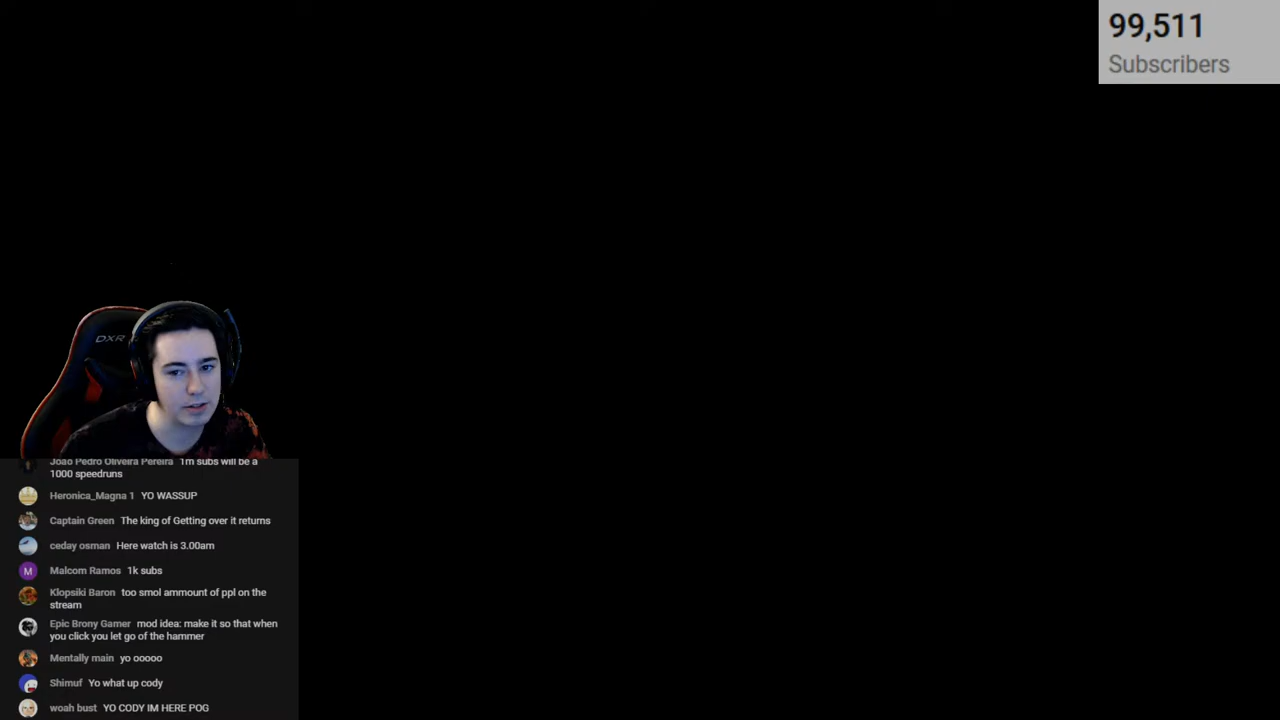 99,511
Subscribers
DXR
João Pedro Oliveira Pereira 1m subs will be a
1000 speedruns
Heronica_Magna 1 YO WASSUP
Captain Green The king of Getting over it returns
ceday osman Here watch is 3.00am
M
Malcom Ramos 1k subs
Klopsiki Baron too smol ammount of ppl on the
stream
Epic Brony Gamer mod idea: make it so that when
you click you let go of the hammer
Mentally main yo ooooo
Shimuf Yo what up cody
woah bust YO CODY IM HERE POG